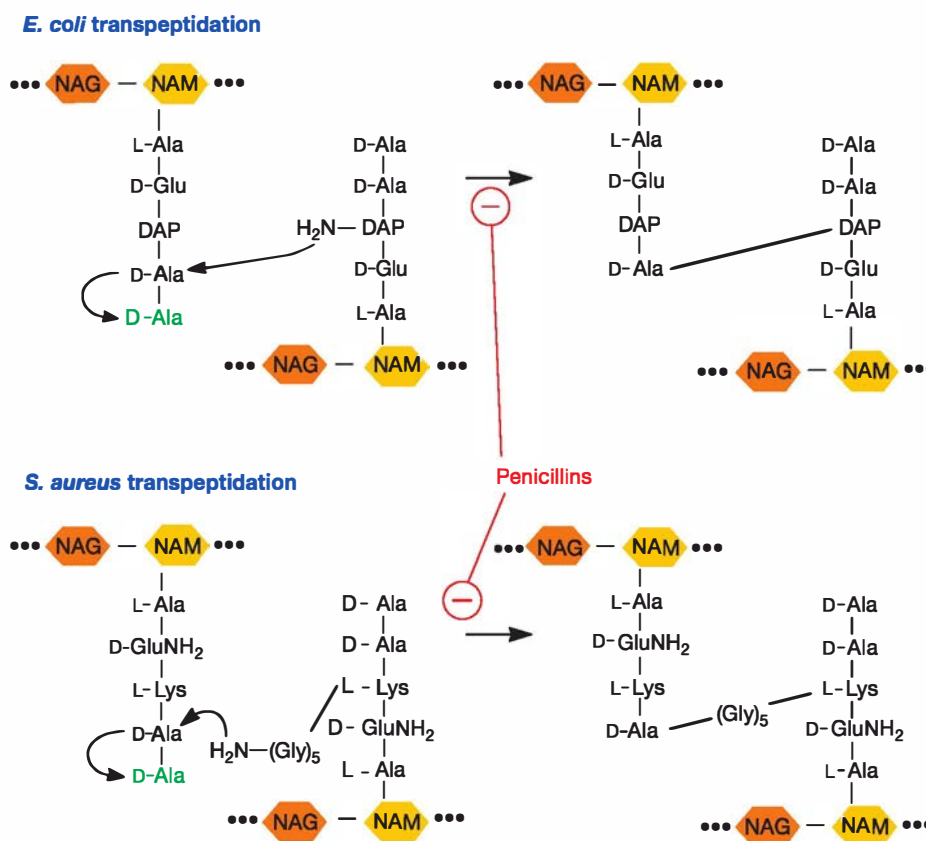 E. coli transpeptidation
••• NAG – NAM •••
L-Ala
D-Glu
DAP
D-Ala
D-Ala
D-Ala
D-Ala
H₂N–DAP
D-Glu
L-Ala
••• NAG – NAM •••
••• NAG – NAM •••
L-Ala
D-Glu
DAP
D-Ala
D-Ala
D-Ala
DAP
D-Glu
L-Ala
••• NAG – NAM •••
Penicillins
S. aureus transpeptidation
••• NAG – NAM •••
L-Ala
D-GluNH₂
L-Lys
D-Ala
D-Ala
D-Ala
D-Ala
L-Lys
H₂N–(Gly)₅
D-GluNH₂
L-Ala
••• NAG – NAM •••
••• NAG – NAM •••
L-Ala
D-GluNH₂
L-Lys
D-Ala
(Gly)₅
D-Ala
D-Ala
L-Lys
D-GluNH₂
L-Ala
••• NAG – NAM •••